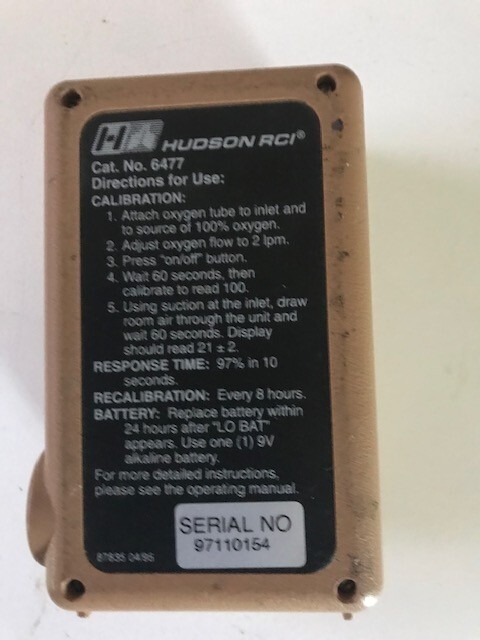 HUDSON RCI®
Cat. No. 6477
Directions for Use:
CALIBRATION:
1. Attach oxygen tube to inlet and
to source of 100% oxygen.
2. Adjust oxygen flow to 2 lpm.
3. Press "on/off" button.
4. Wait 60 seconds, then
calibrate to read 100.
5. Using suction at the inlet, draw
room air through the unit and
wait 60 seconds. Display
should read 21 ± 2.
RESPONSE TIME: 97% in 10
seconds.
RECALIBRATION: Every 8 hours.
BATTERY: Replace battery within
24 hours after "LO BAT"
appears. Use one (1) 9V
alkaline battery.
For more detailed instructions,
please see the operating manual.
SERIAL NO
97110154
87835